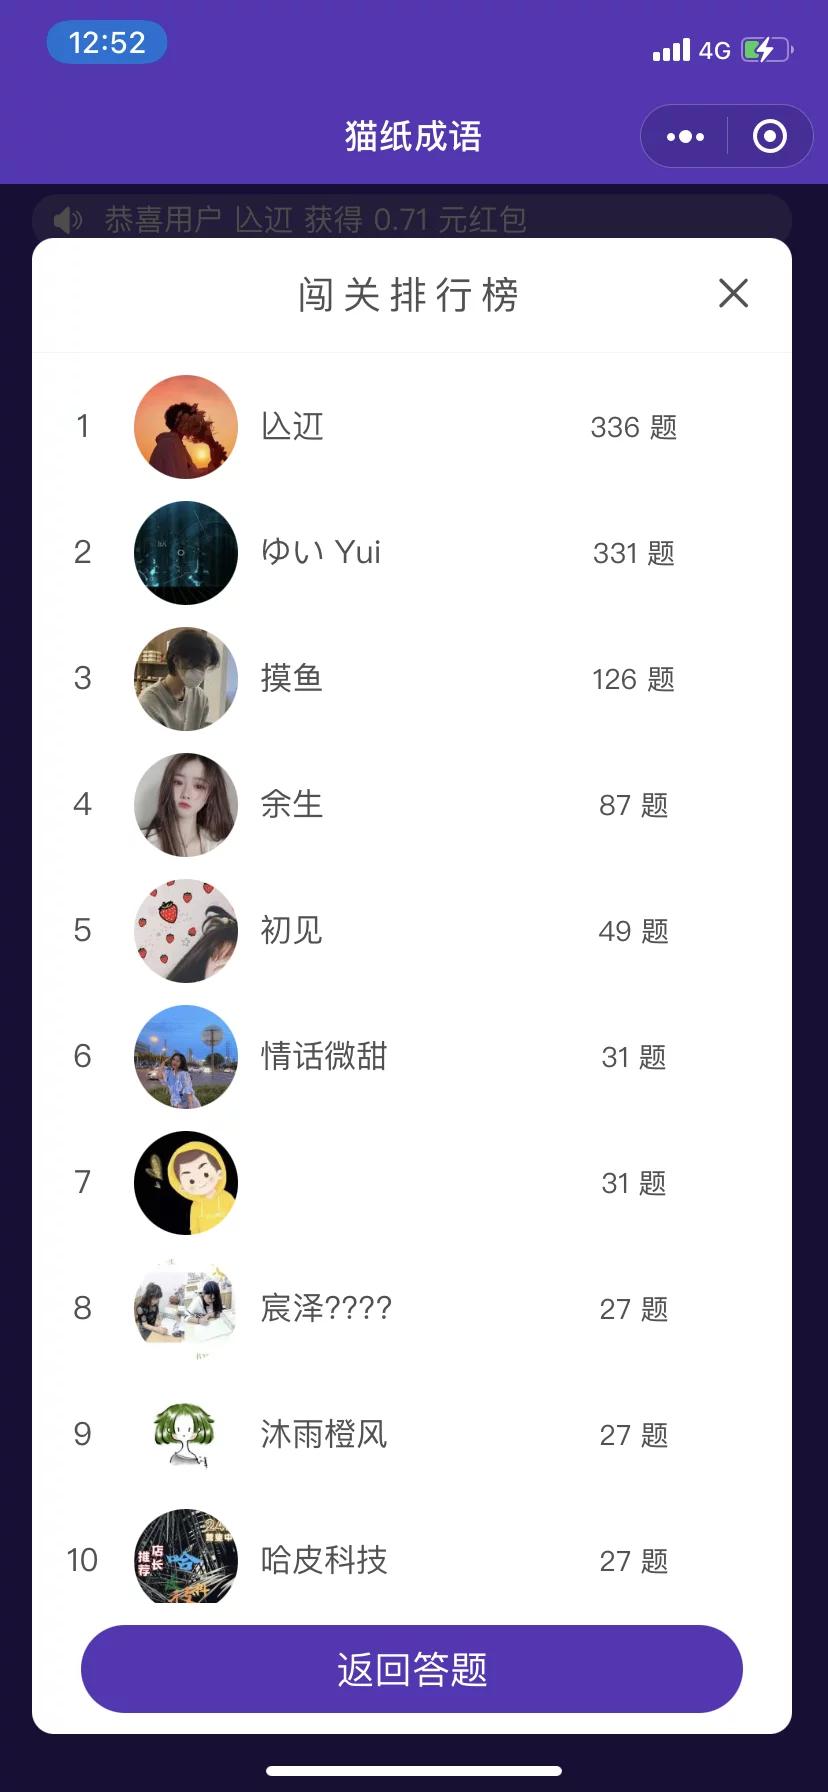 12:52
4G
猫纸成语
恭喜用户 亾辺 获得 0.71 元红包
闯关排行榜
1 亾辺 336 题
2 ゆい Yui 331 题
3 摸鱼 126 题
4 余生 87 题
5 初见 49 题
6 情话微甜 31 题
7 31 题
8 宸泽???? 27 题
9 沐雨橙风 27 题
10 哈皮科技 27 题
返回答题